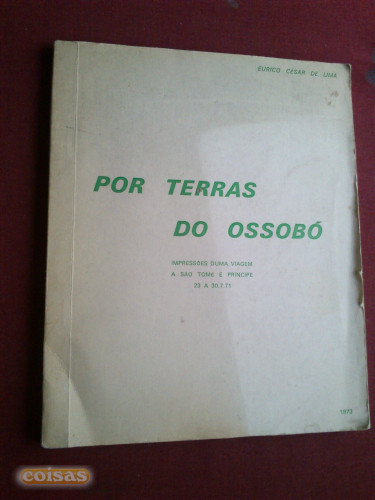 EURICO CESAR DE LIMA
POR TERRAS
DO OSSOBÓ
IMPRESSÕES DUMA VIAGEM
A SÃO TOMÉ E PRINCIPE
23 A 30.1.71
1973
coisas